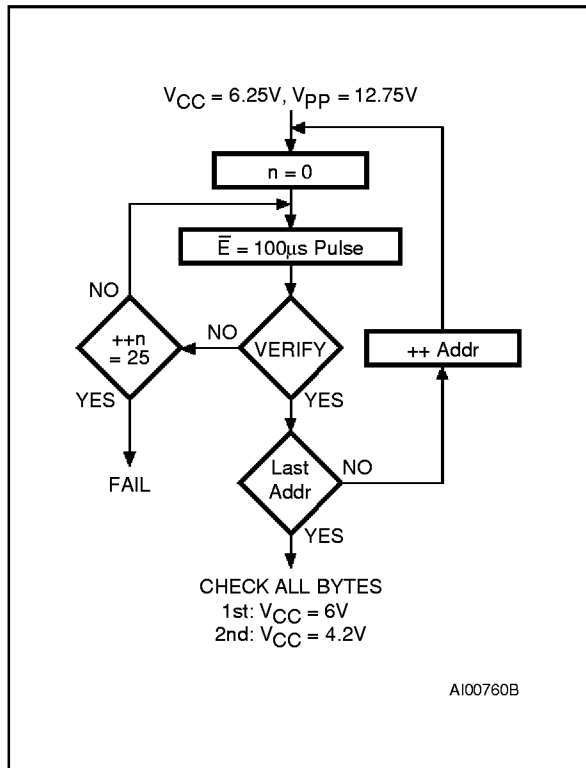 VCC = 6.25V, VPP = 12.75V
n = 0
E̅ = 100µs Pulse
NO
NO
++n
= 25
VERIFY
++ Addr
YES
YES
Last
Addr
NO
FAIL
YES
CHECK ALL BYTES
1st: VCC = 6V
2nd: VCC = 4.2V
AI00760B